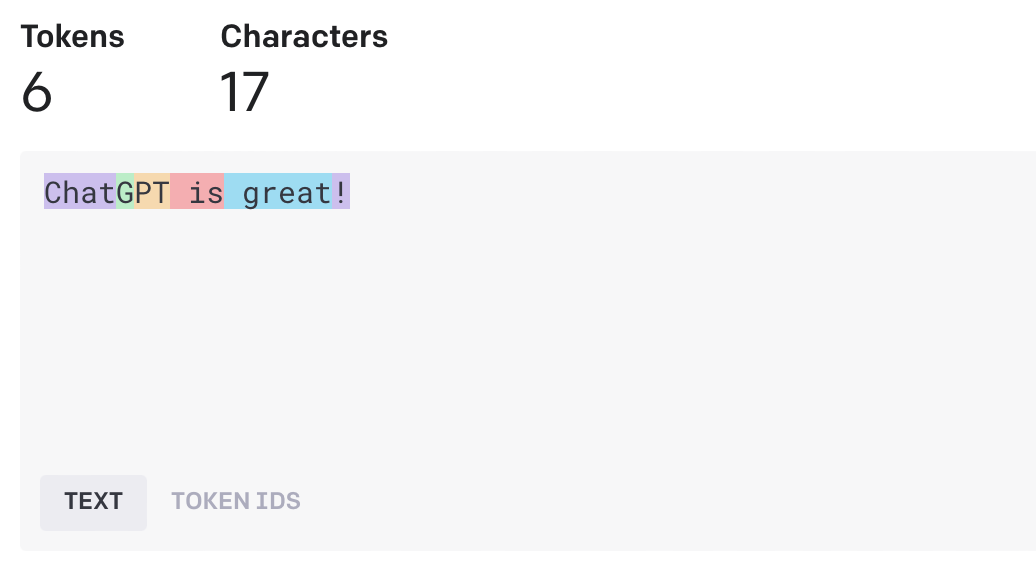 Tokens Characters
6 17
ChatGPT is great!
TEXT TOKEN IDS